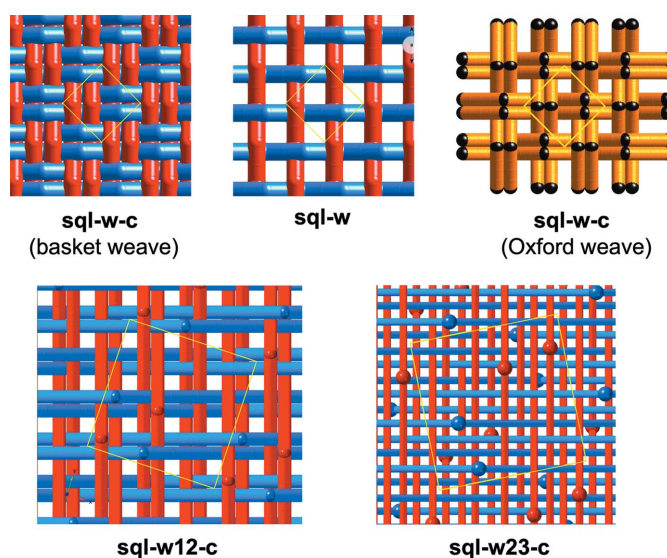 sql-w-c
(basket weave)
sql-w
sql-w-c
(Oxford weave)
sql-w12-c
sql-w23-c